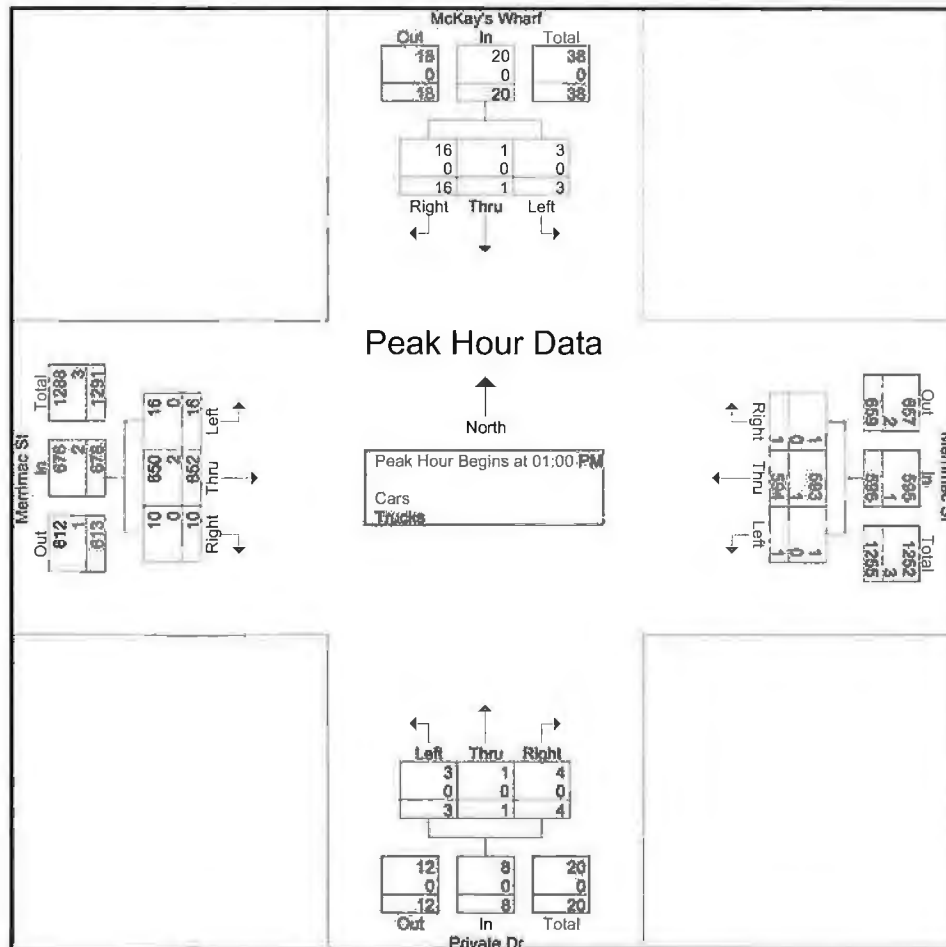 McKay's Wharf
Out In Total
18 20 38
0 0 0
18 20 38
16 1 3
0 0 0
16 1 3
Right Thru Left
Peak Hour Data
North
Peak Hour Begins at 01:00 PM
Cars
Trucks
Merrimac St
Out In Total
612 676 1288
1 2 3
613 678 1291
10 650 16
0 2 0
10 652 16
Right Thru Left
Merrimac St
Out In Total
657 595 1252
2 1 3
659 596 1255
1 593 1
0 1 0
1 594 1
Right Thru Left
Left Thru Right
3 1 4
0 0 0
3 1 4
12 8 20
0 0 0
12 8 20
Out In Total
Private Dr